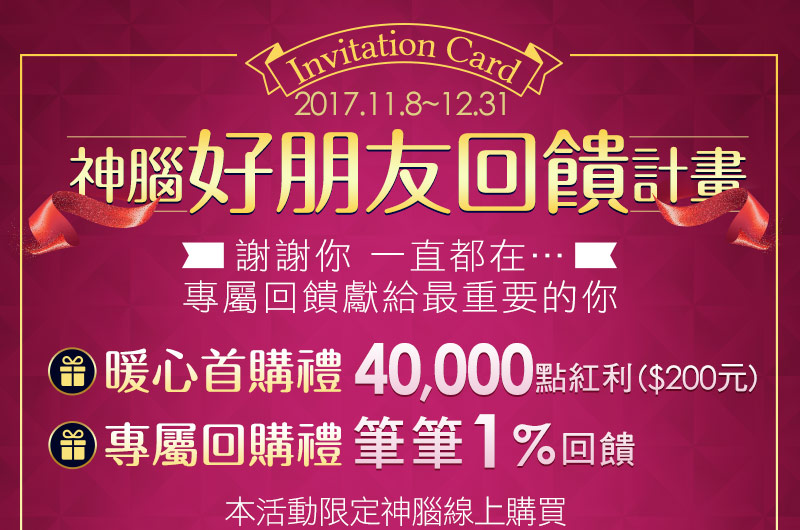 Invitation Card
2017.11.8~12.31
神腦好朋友回饋計畫
謝謝你 一直都在⋯
專屬回饋獻給最重要的你
暖心首購禮 40,000點紅利($200元)
專屬回購禮 筆筆1%回饋
本活動限定神腦線上購買